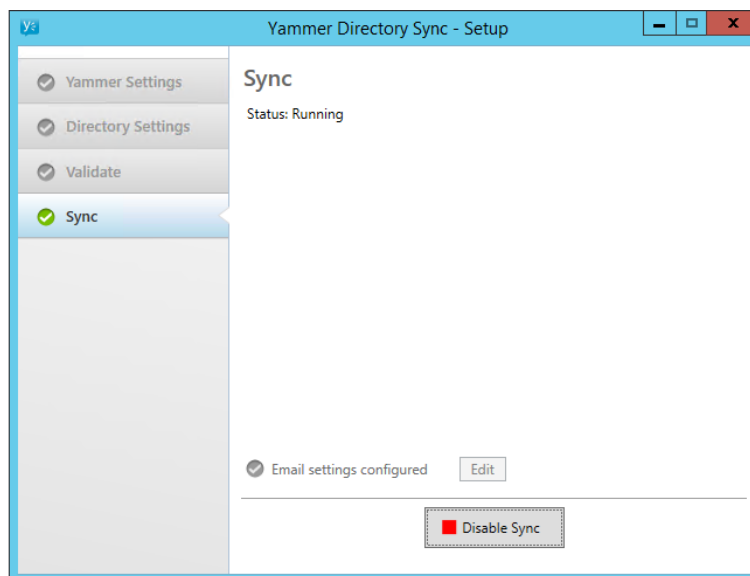 Yammer Directory Sync - Setup
Yammer Settings
Directory Settings
Validate
Sync
Sync
Status: Running
Email settings configured
Edit
Disable Sync